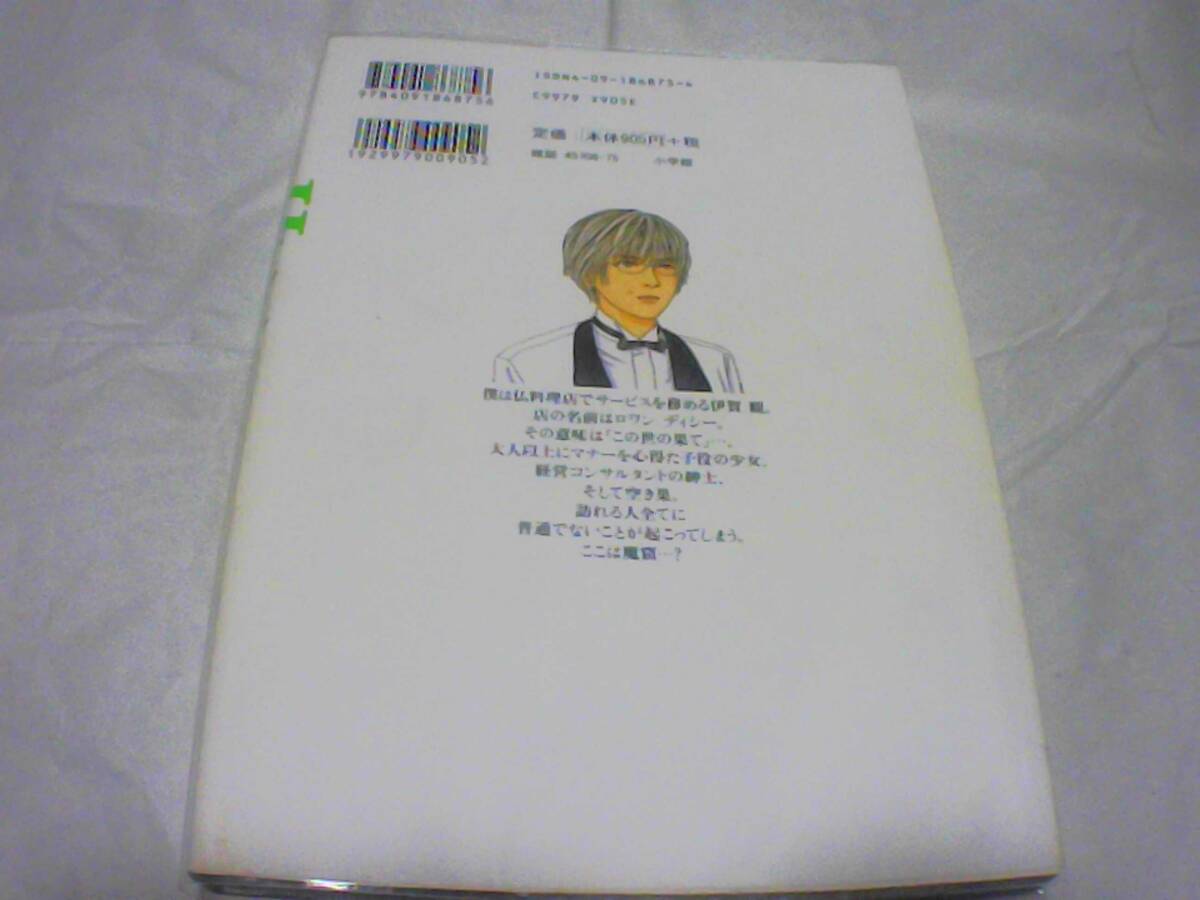 9784091868756
ISBN4-09-186875-4
C9979 ¥905E
1929979009052
定価:[本体905円]+税
雑誌 45108-75 小学館
僕は仏料理店でサービスを務める伊賀 観。
店の名前はロワン ディシー。
その意味は「この世の果て」…。
大人以上にマナーを心得た子役の少女、
経営コンサルタントの紳士、
そして空き巣。
訪れる人全てに
普通でないことが起こってしまう。
ここは魔窟…?